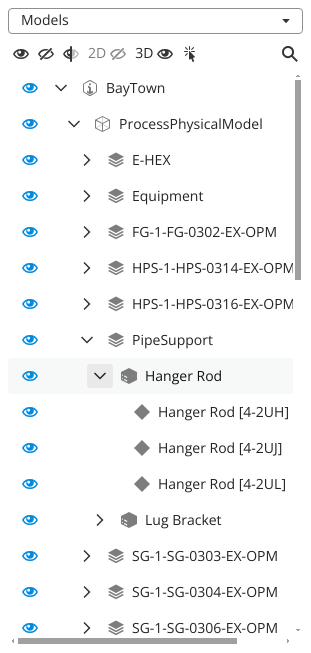 Models
2D 3D
BayTown
ProcessPhysicalModel
E-HEX
Equipment
FG-1-FG-0302-EX-OPM
HPS-1-HPS-0314-EX-OPM
HPS-1-HPS-0316-EX-OPM
PipeSupport
Hanger Rod
Hanger Rod [4-2UH]
Hanger Rod [4-2UJ]
Hanger Rod [4-2UL]
Lug Bracket
SG-1-SG-0303-EX-OPM
SG-1-SG-0304-EX-OPM
SG-1-SG-0306-EX-OPM